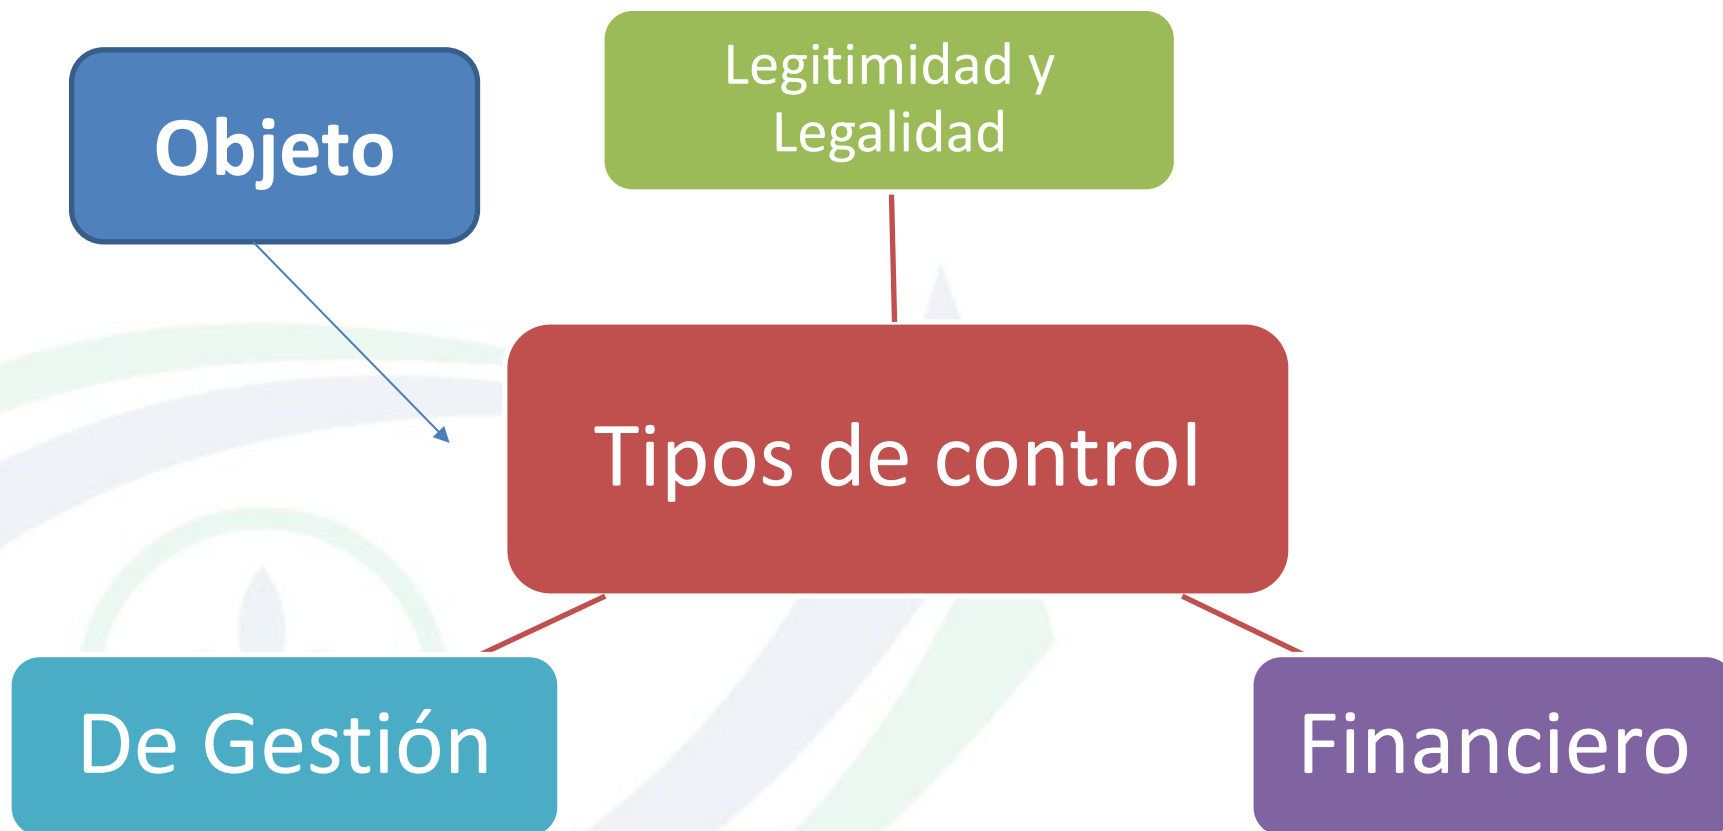 Objeto
Legitimidad y
Legalidad
Tipos de control
De Gestión
Financiero